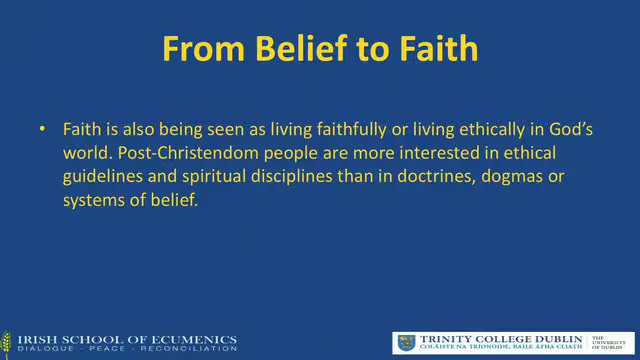 From Belief to Faith
• Faith is also being seen as living faithfully or living ethically in God's
world. Post-Christendom people are more interested in ethical
guidelines and spiritual disciplines than in doctrines, dogmas or
systems of belief.
IRISH SCHOOL OF ECUMENICS
DIALOGUE - PEACE - RECONCILIATION
TRINITY COLLEGE DUBLIN
COLÁISTE NA TRÍONÓIDE, BAILE ÁTHA CLIATH
THE
UNIVERSITY
OF DUBLIN